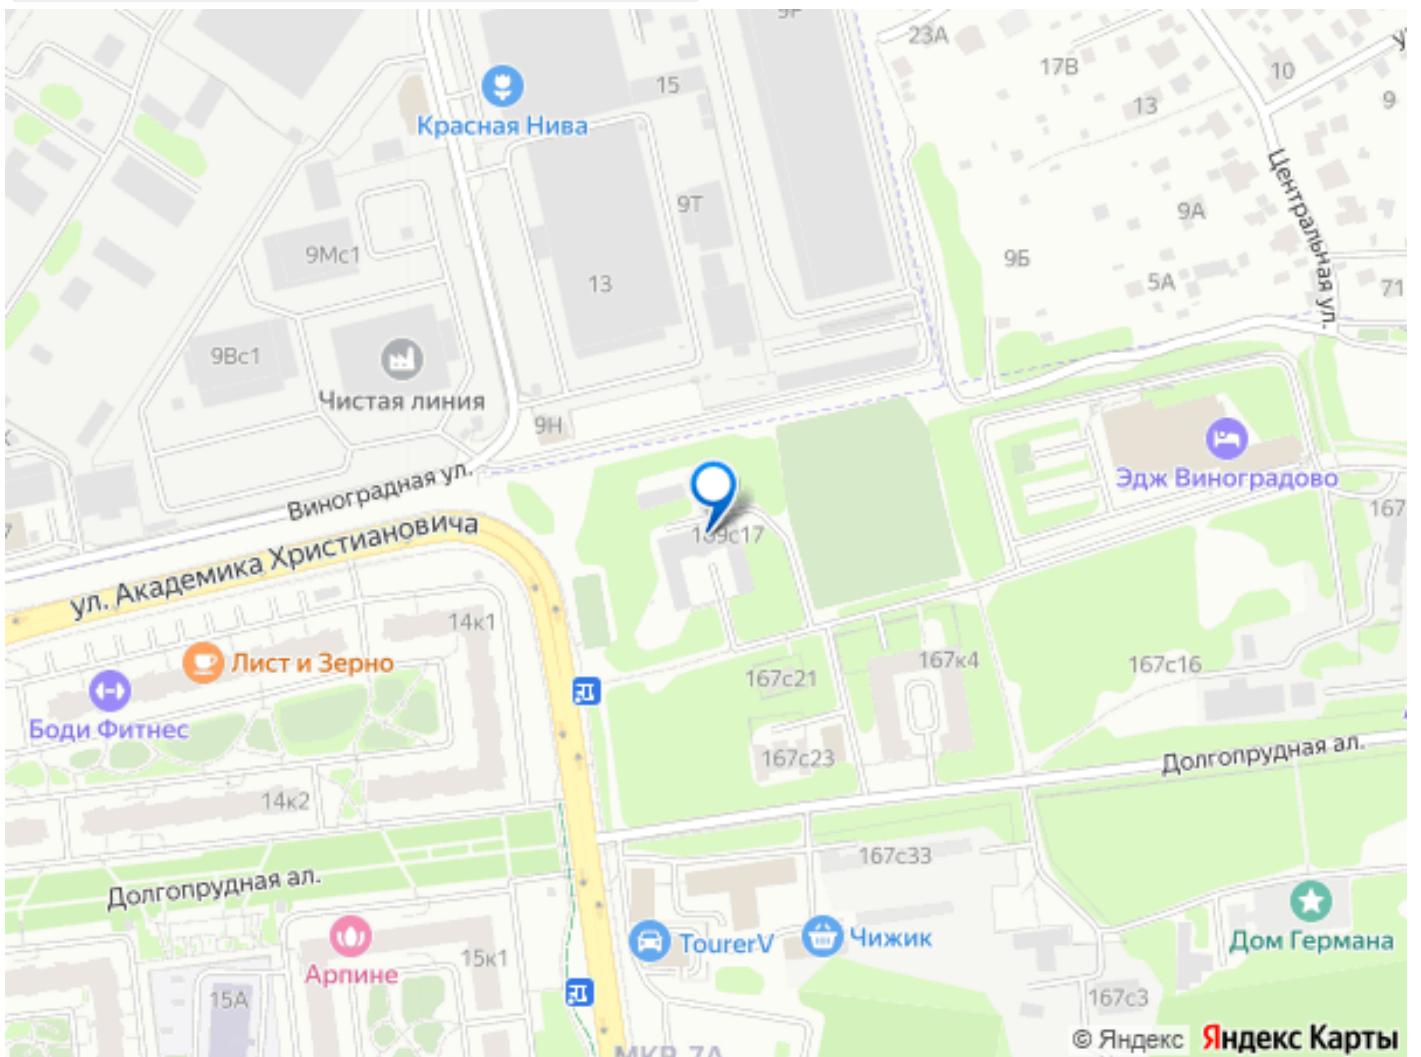 23А
17В
10
15
13
9
Красная Нива
Центральная ул.
9Т
9А
9Мс1
9Б
13
5А
71
9Вс1
Чистая линия
9Н
Виноградная ул.
Эдж Виноградово
167
ул. Академика Христиановича
14к1
Лист и Зерно
167с21
167к4
167с16
Боди Фитнес
167с23
Долгопрудная ал.
14к2
167с33
Долгопрудная ал.
TourerV
Чижик
Дом Германа
Арпине
15к1
15А
167с3
© Яндекс Яндекс Карты